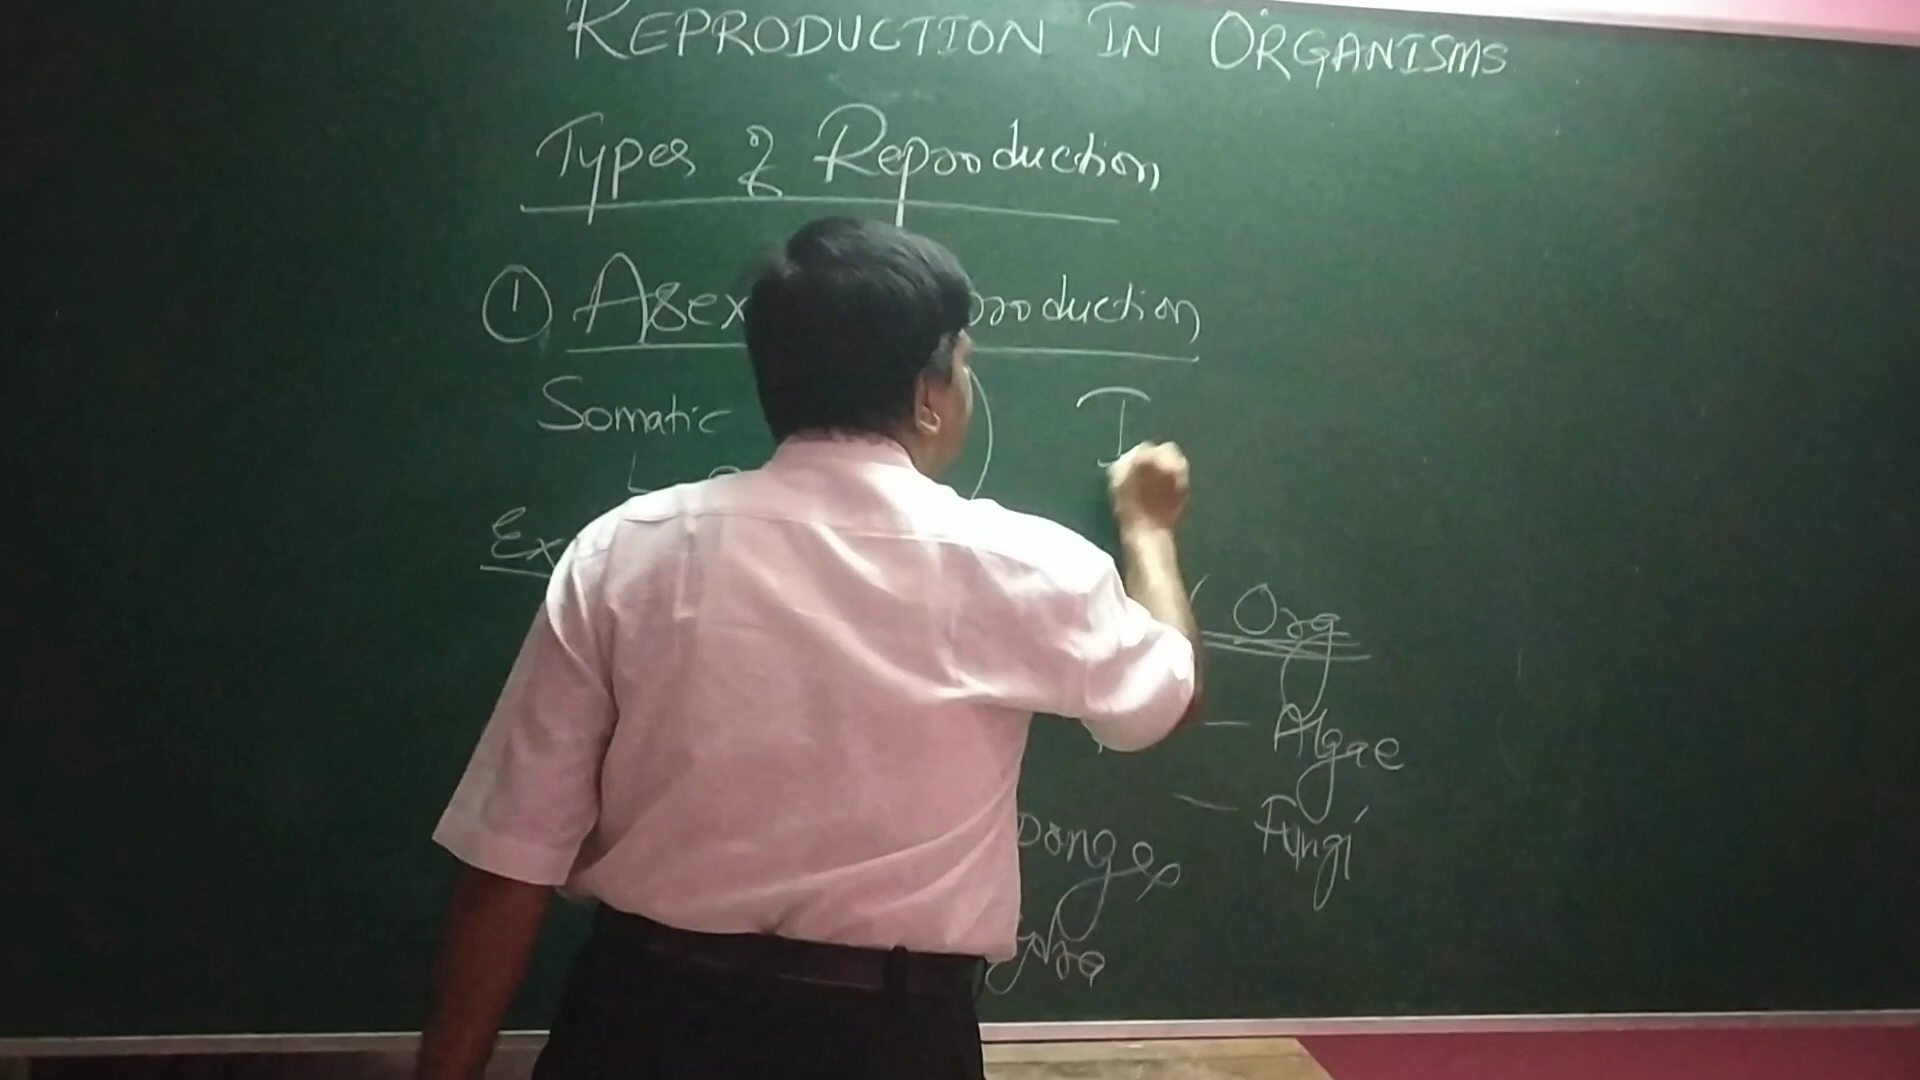 REPRODUCTION IN ORGANISMS
Types of Reproduction
① Asex production
Somatic I
Ex
Org
Algae
Fungi